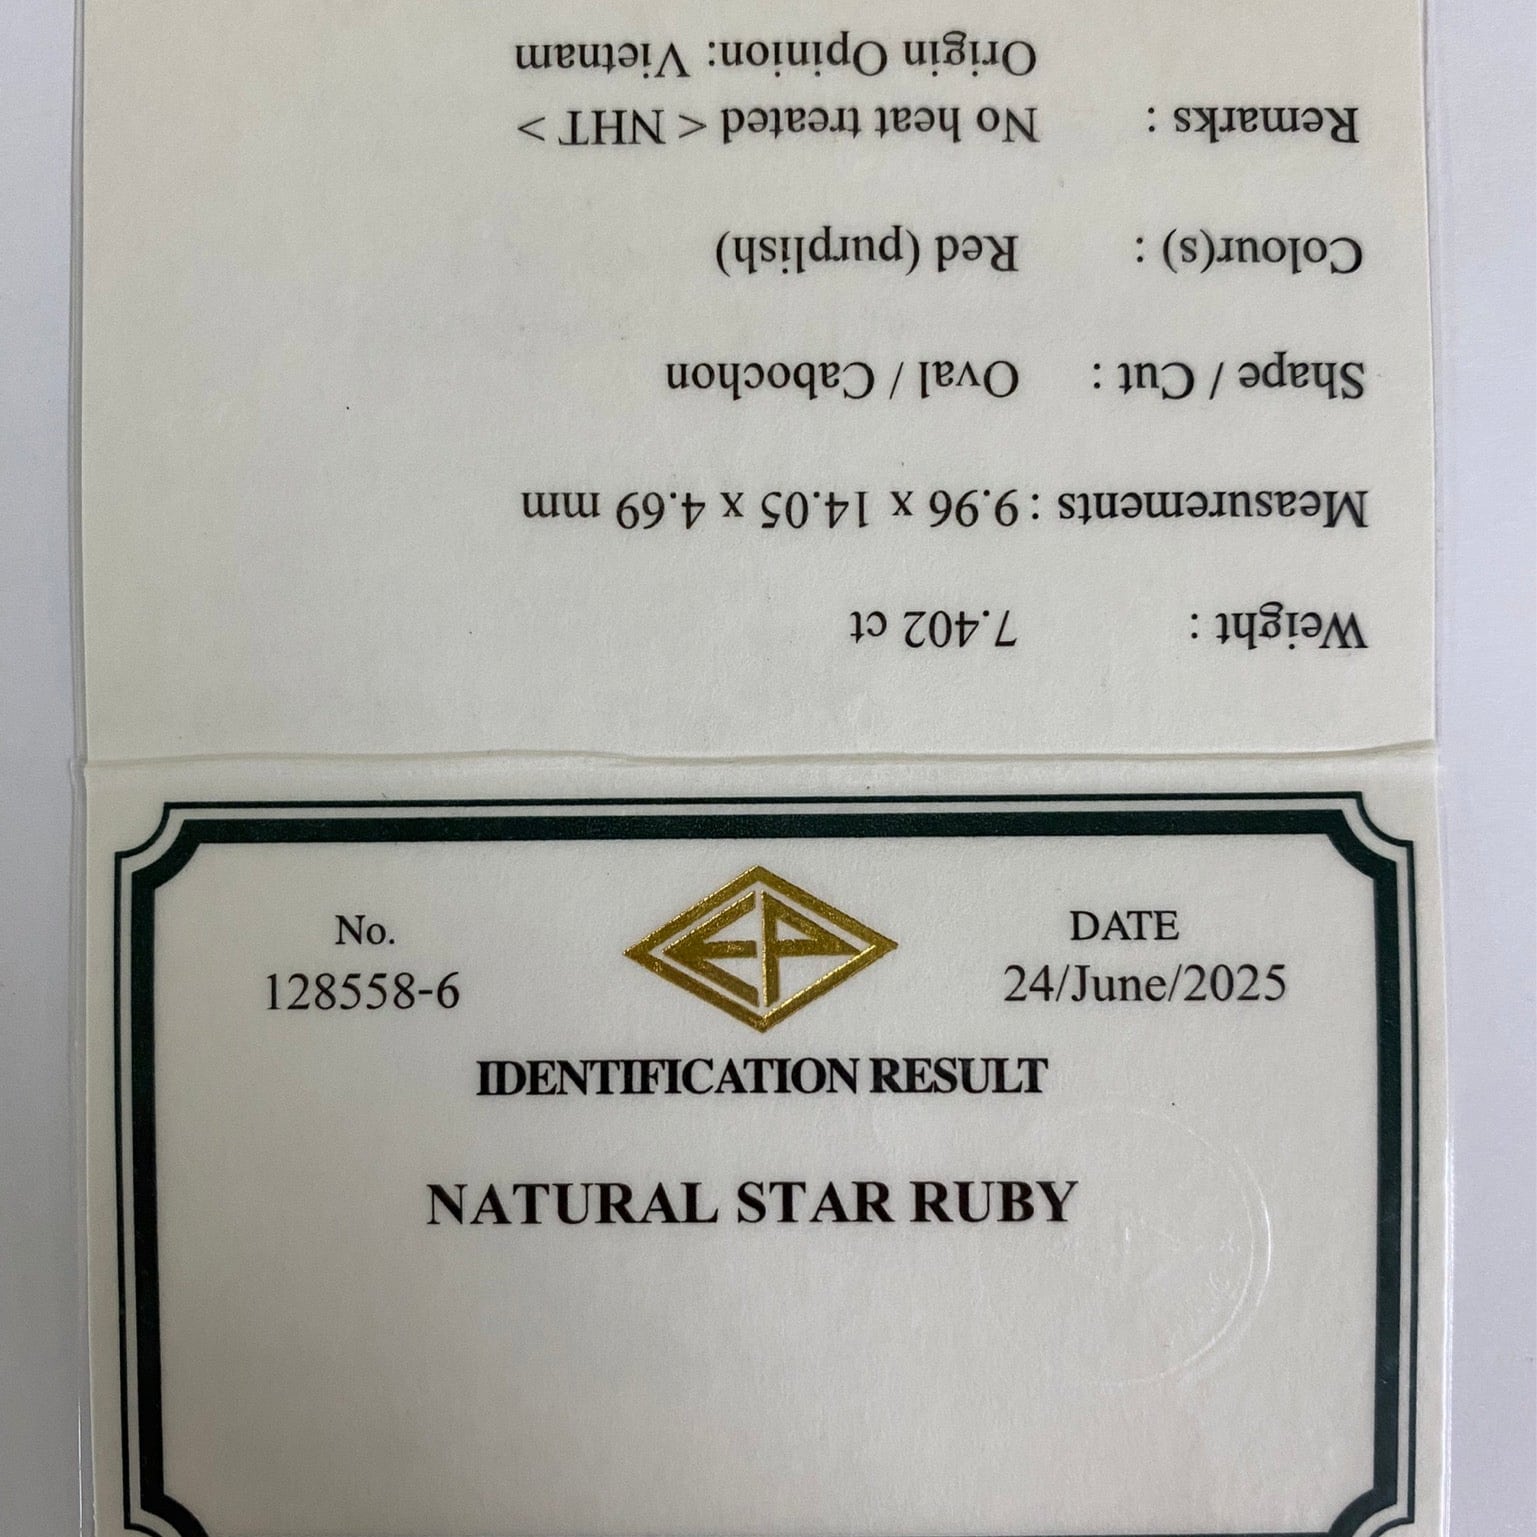 Weight : 7.402 ct
Measurements : 9.96 x 14.05 x 4.69 mm
Shape / Cut : Oval / Cabochon
Colour(s) : Red (purplish)
Remarks : No heat treated < NHT >
Origin Opinion: Vietnam
No. DATE
128558-6 24/June/2025
EP
IDENTIFICATION RESULT
NATURAL STAR RUBY